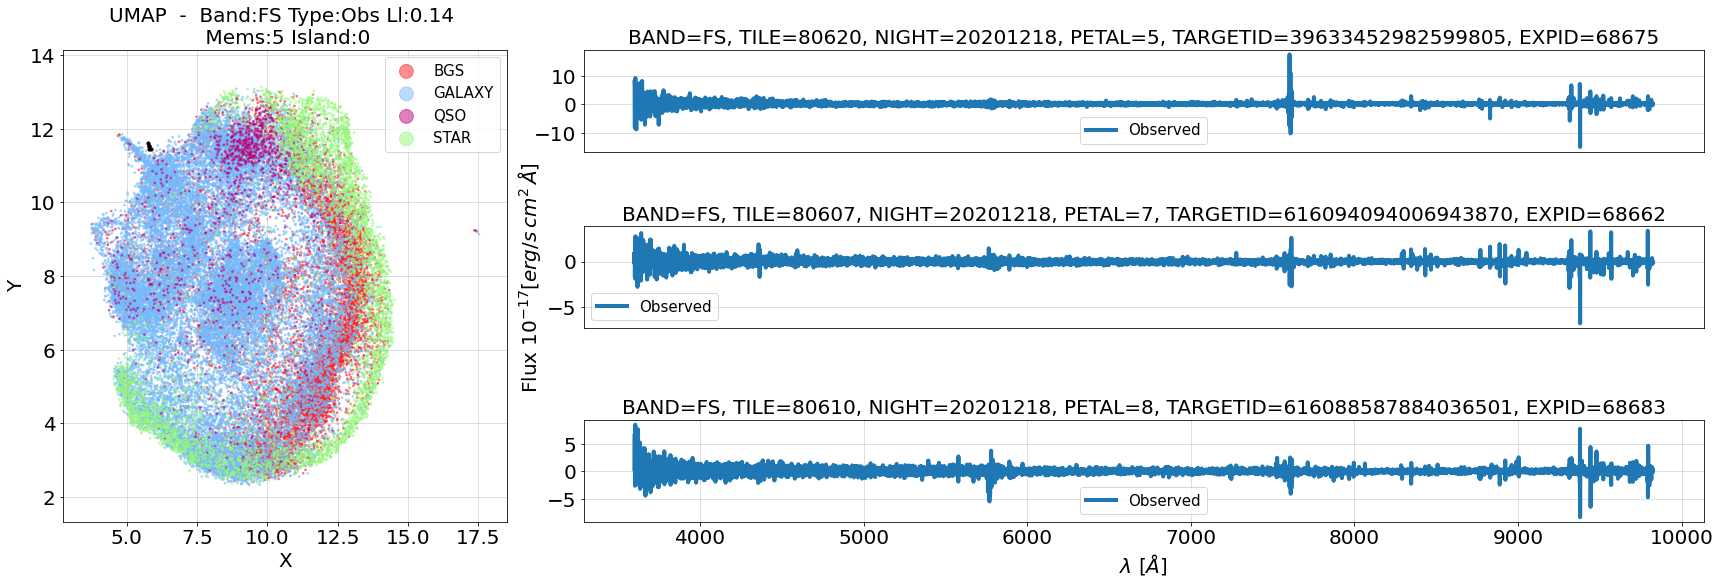 UMAP - Band:FS Type:Obs Ll:0.14
Mems:5 Island:0
BGS
GALAXY
QSO
STAR
14
12
10
8
6
4
2
Y
5.0 7.5 10.0 12.5 15.0 17.5
X
Flux 10⁻¹⁷[erg/s cm² Å]
BAND=FS, TILE=80620, NIGHT=20201218, PETAL=5, TARGETID=39633452982599805, EXPID=68675
10
0
−10
Observed
BAND=FS, TILE=80607, NIGHT=20201218, PETAL=7, TARGETID=616094094006943870, EXPID=68662
0
−5
Observed
BAND=FS, TILE=80610, NIGHT=20201218, PETAL=8, TARGETID=616088587884036501, EXPID=68683
5
0
−5
Observed
4000 5000 6000 7000 8000 9000 10000
λ [Å]